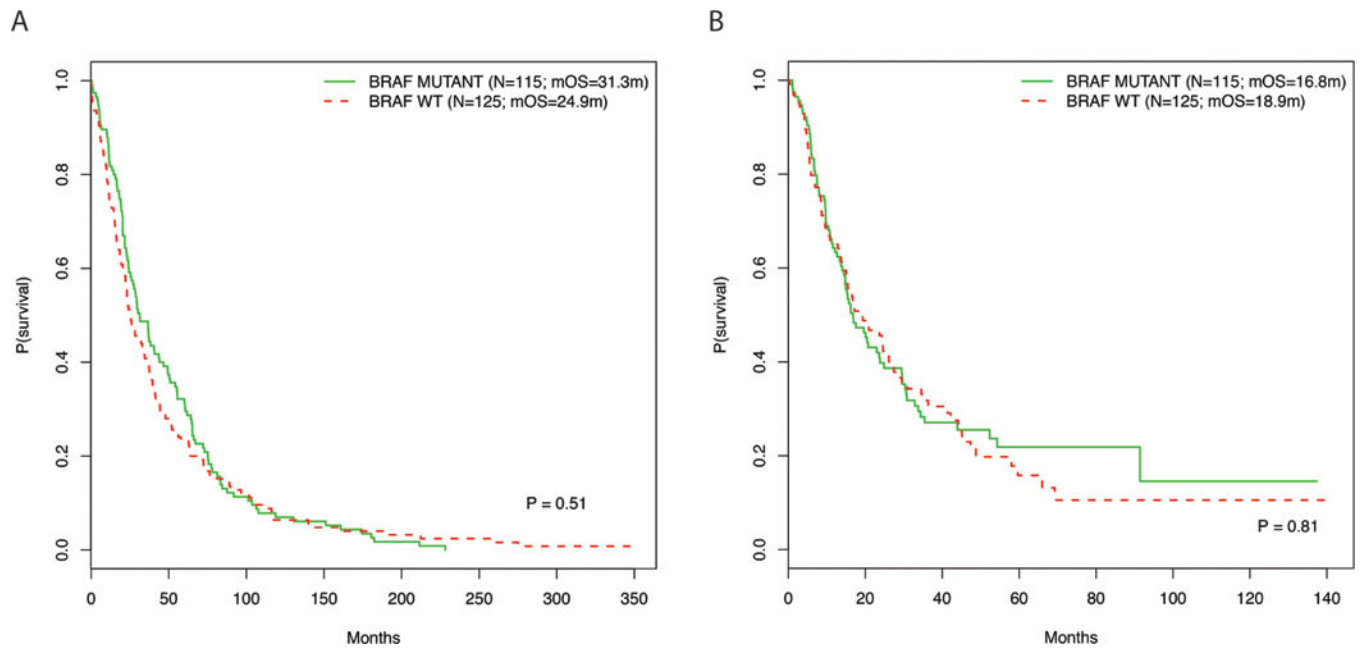 A
BRAF MUTANT (N=115; mOS=31.3m)
BRAF WT (N=125; mOS=24.9m)
P(survival)
1.0
0.8
0.6
0.4
0.2
0.0
P = 0.51
0 50 100 150 200 250 300 350
Months
B
BRAF MUTANT (N=115; mOS=16.8m)
BRAF WT (N=125; mOS=18.9m)
P(survival)
1.0
0.8
0.6
0.4
0.2
0.0
P = 0.81
0 20 40 60 80 100 120 140
Months